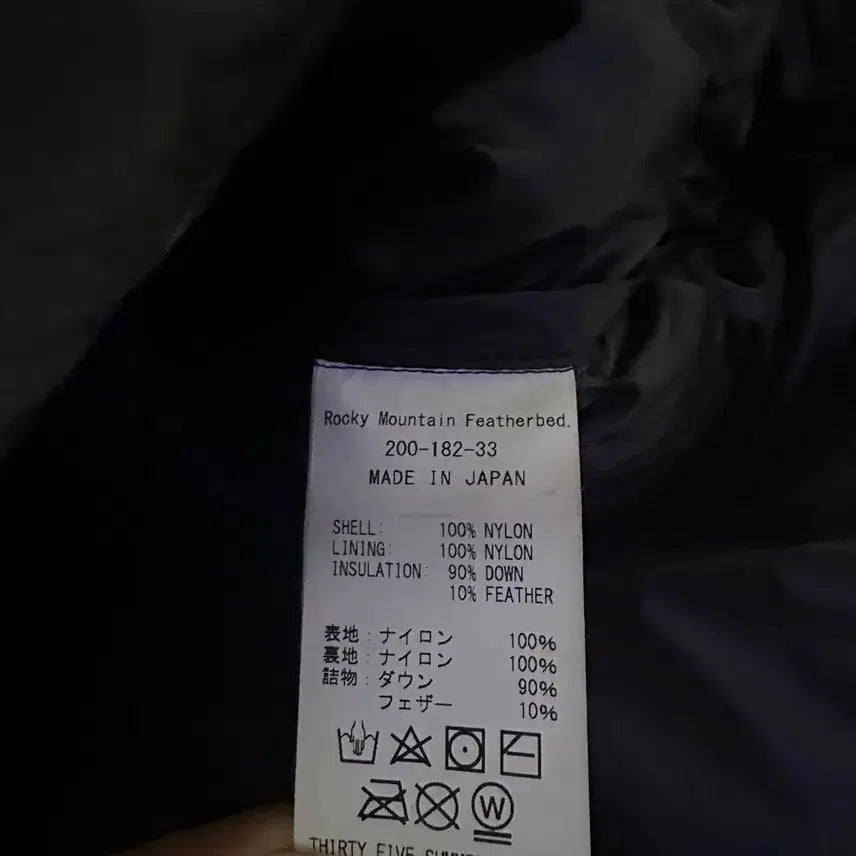 Rocky Mountain Featherbed.
200-182-33
MADE IN JAPAN
SHELL: 100% NYLON
LINING: 100% NYLON
INSULATION: 90% DOWN
10% FEATHER
表地:ナイロン 100%
裏地:ナイロン 100%
詰物:ダウン 90%
フェザー 10%
W
THIRTY FIVE